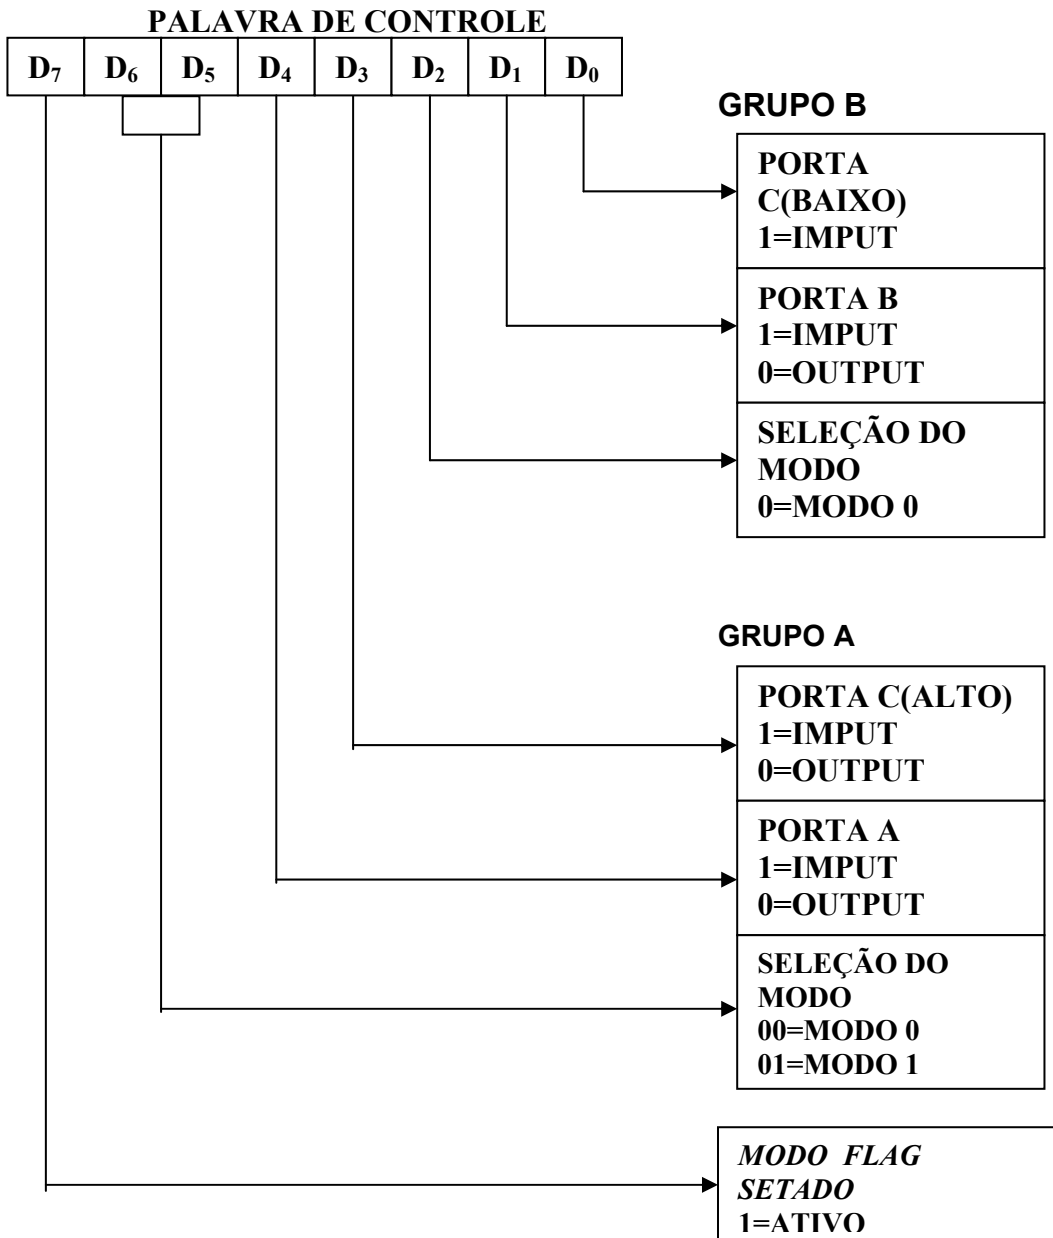 PALAVRA DE CONTROLE
D7 D6 D5 D4 D3 D2 D1 D0
GRUPO B
PORTA
C(BAIXO)
1=IMPUT
PORTA B
1=IMPUT
0=OUTPUT
SELEÇÃO DO
MODO
0=MODO 0
GRUPO A
PORTA C(ALTO)
1=IMPUT
0=OUTPUT
PORTA A
1=IMPUT
0=OUTPUT
SELEÇÃO DO
MODO
00=MODO 0
01=MODO 1
MODO FLAG
SETADO
1=ATIVO